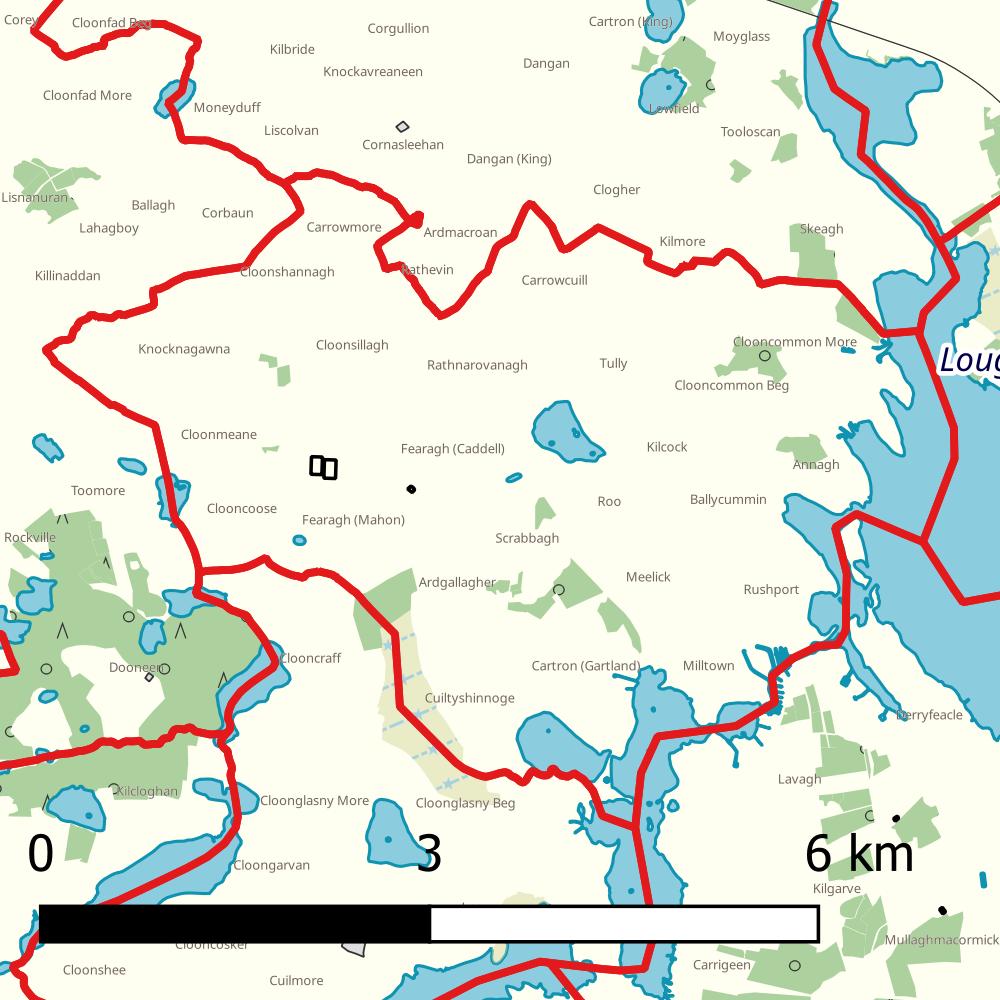 Corey
Cloonfad Beg
Corgullion
Cartron (King)
Moyglass
Kilbride
Knockavreaneen
Dangan
Cloonfad More
Moneyduff
Lowfield
Liscolvan
Cornasleehan
Tooloscan
Dangan (King)
Lisnanuran
Clogher
Ballagh
Corbaun
Lahagboy
Carrowmore
Ardmacroan
Skeagh
Kilmore
Killinaddan
Cloonshannagh
Rathevin
Carrowcuill
Knocknagawna
Cloonsillagh
Clooncommon More
Loug
Rathnarovanagh
Tully
Clooncommon Beg
Cloonmeane
Fearagh (Caddell)
Kilcock
Annagh
Toomore
Clooncoose
Roo
Ballycummin
Fearagh (Mahon)
Rockville
Scrabbagh
Ardgallagher
Meelick
Rushport
Dooneen
Clooncraff
Cartron (Gartland)
Milltown
Cuiltyshinnoge
Derryfeacle
Kilcloghan
Cloonglasny More
Cloonglasny Beg
Lavagh
0
3
6 km
Cloongarvan
Kilgarve
Clooncosker
Mullaghmacormick
Cloonshee
Cuilmore
Carrigeen